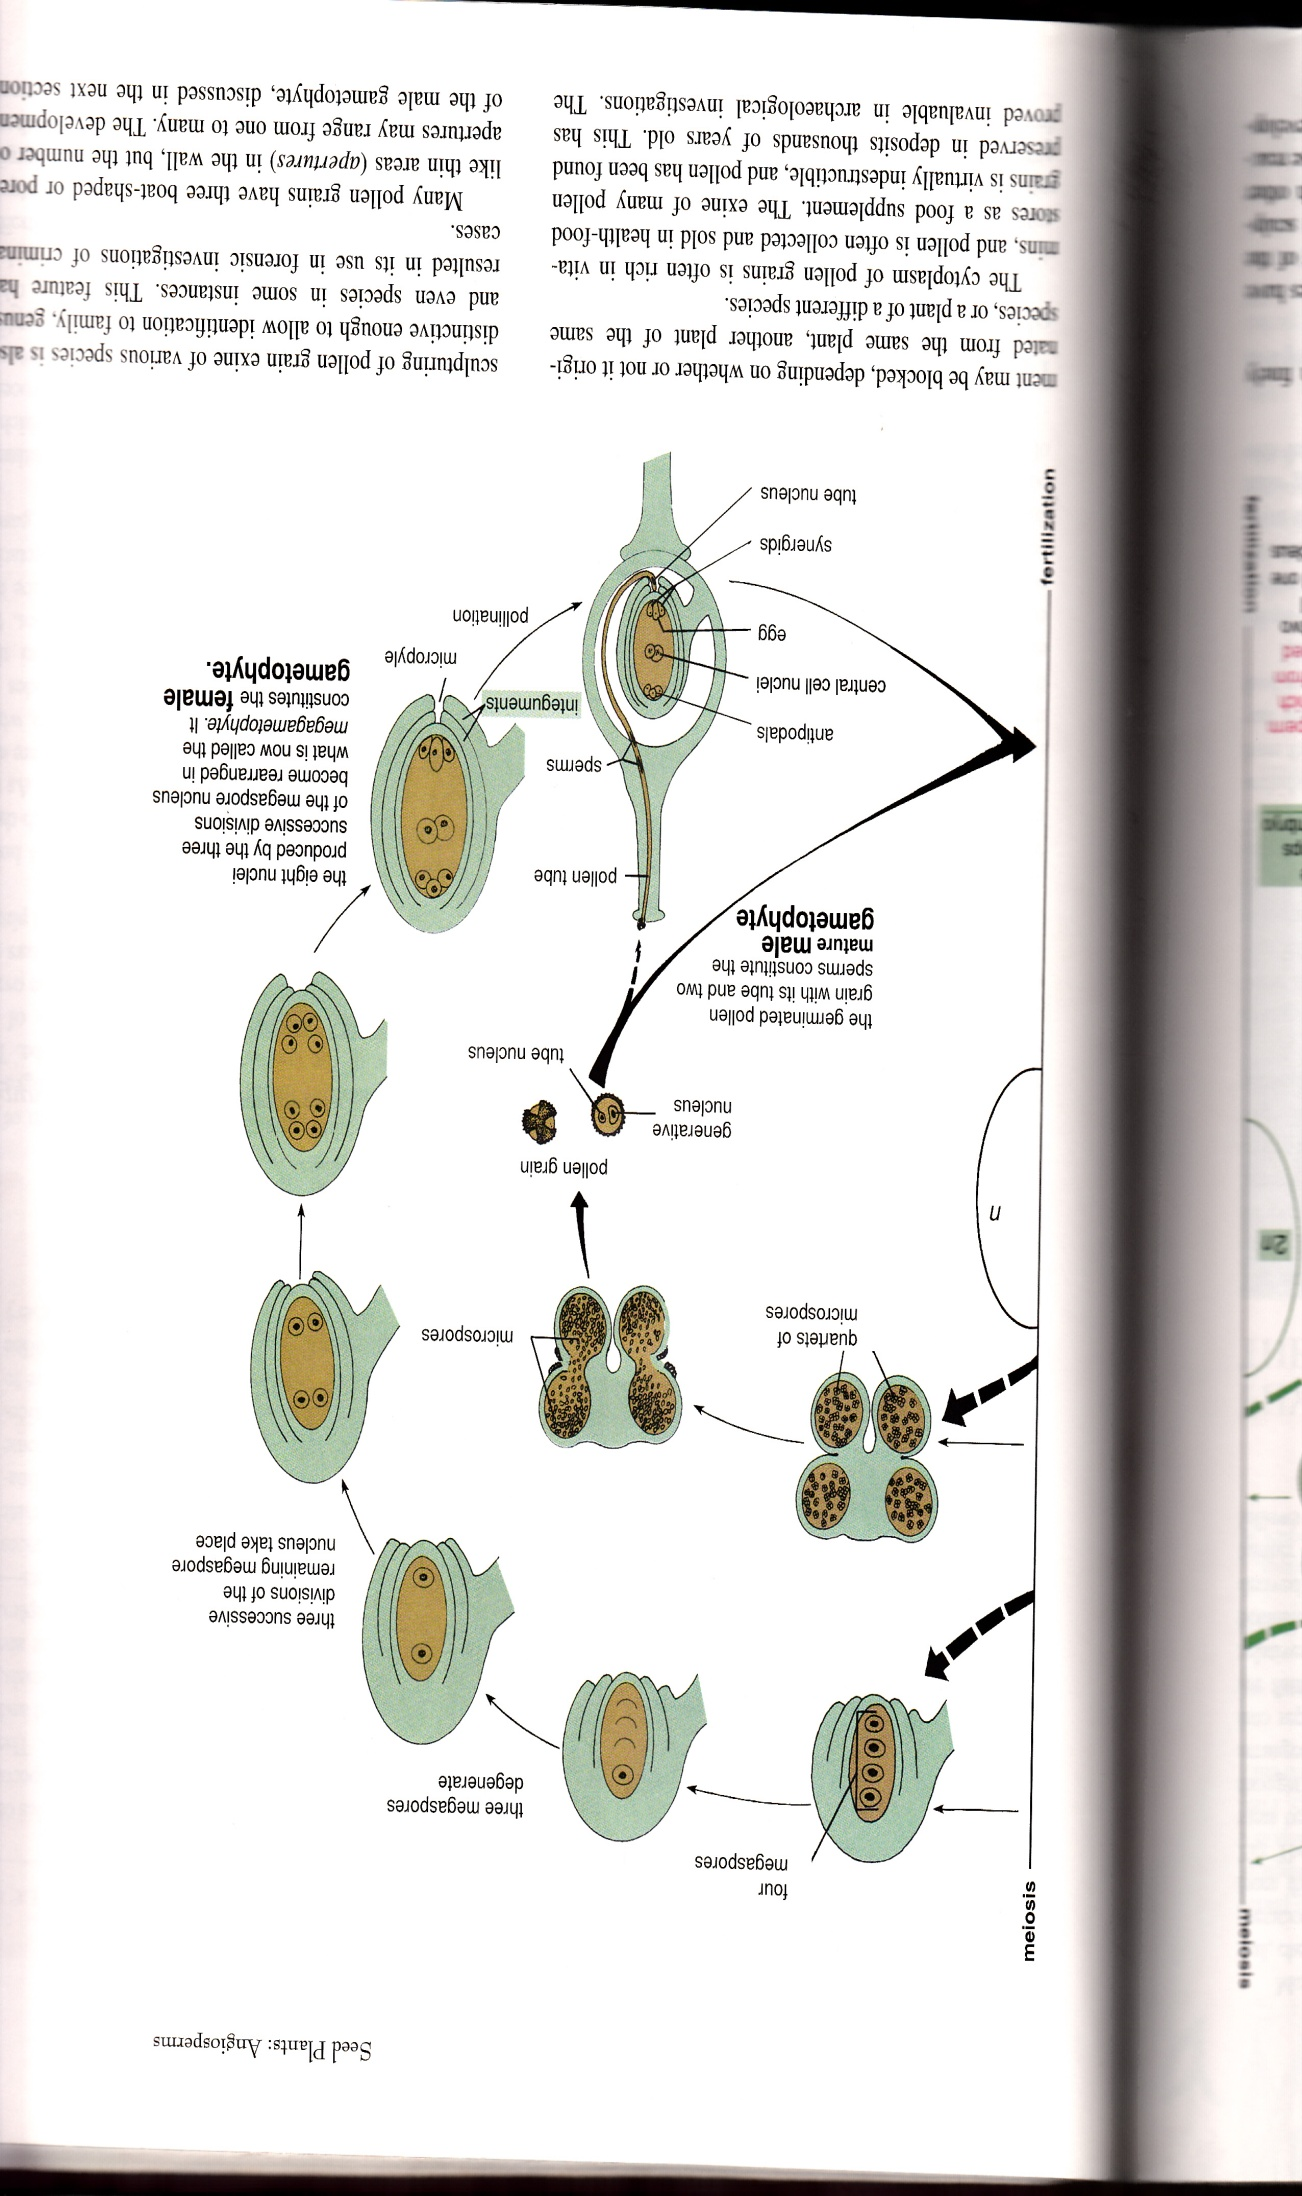 Seed Plants: Angiosperms
meiosis
four
megaspores
three megaspores
degenerate
three successive
divisions of the
remaining megaspore
nucleus take place
quartets of
microspores
microspores
n
pollen grain
generative
nucleus
tube nucleus
the germinated pollen
grain with its tube and two
sperms constitute the
mature male
gametophyte
the eight nuclei
produced by the three
successive divisions
of the megaspore nucleus
become rearranged in
what is now called the
megagametophyte. It
constitutes the female
gametophyte.
pollen tube
sperms
antipodals
integuments
central cell nuclei
micropyle
egg
pollination
synergids
tube nucleus
fertilization
ment may be blocked, depending on whether or not it origi-
nated from the same plant, another plant of the same
species, or a plant of a different species.
The cytoplasm of pollen grains is often rich in vita-
mins, and pollen is often collected and sold in health-food
stores as a food supplement. The exine of many pollen
grains is virtually indestructible, and pollen has been found
preserved in deposits thousands of years old. This has
proved invaluable in archaeological investigations. The
sculpturing of pollen grain exine of various species is als
distinctive enough to allow identification to family, genus
and even species in some instances. This feature ha
resulted in its use in forensic investigations of crimina
cases.
Many pollen grains have three boat-shaped or pore
like thin areas (apertures) in the wall, but the number o
apertures may range from one to many. The developmen
of the male gametophyte, discussed in the next section
meiosis
2n
fertilization